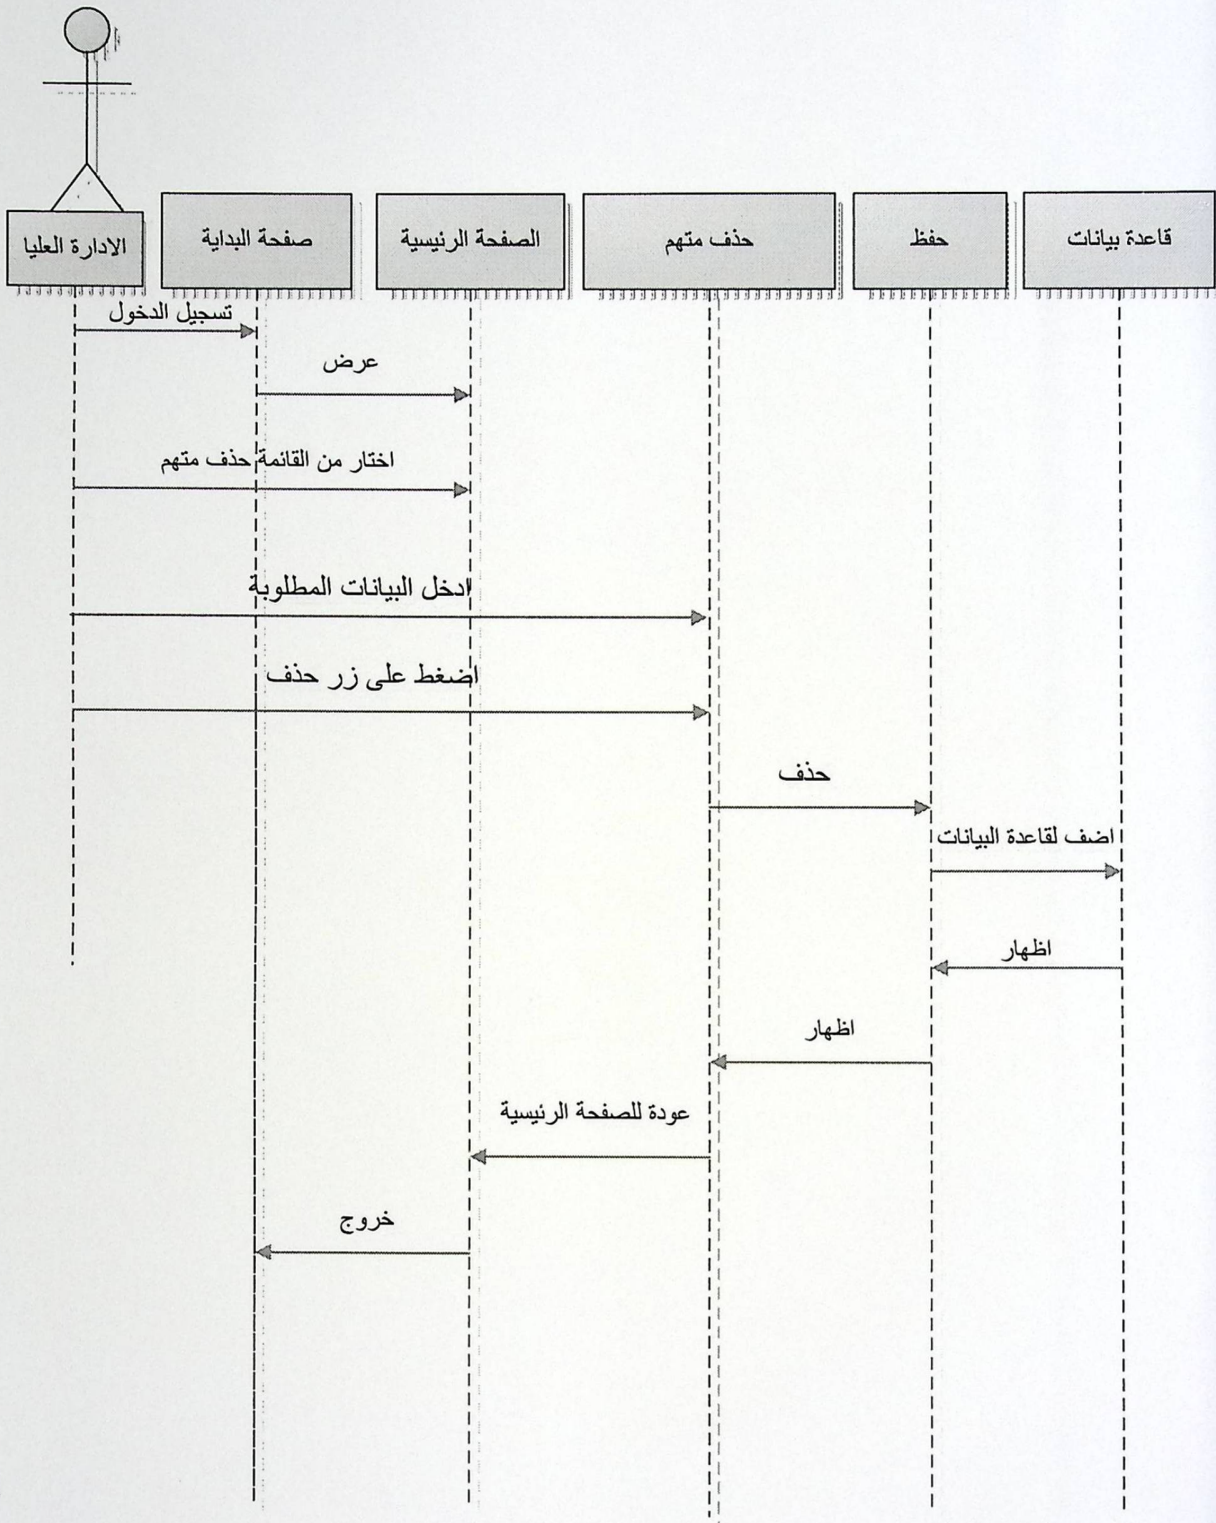 الادارة العليا
صفحة البداية
الصفحة الرئيسية
حذف متهم
حفظ
قاعدة بيانات
تسجيل الدخول
عرض
اختار من القائمة حذف متهم
ادخل البيانات المطلوبة
اضغط على زر حذف
حذف
اضف لقاعدة البيانات
اظهار
اظهار
عودة للصفحة الرئيسية
خروج